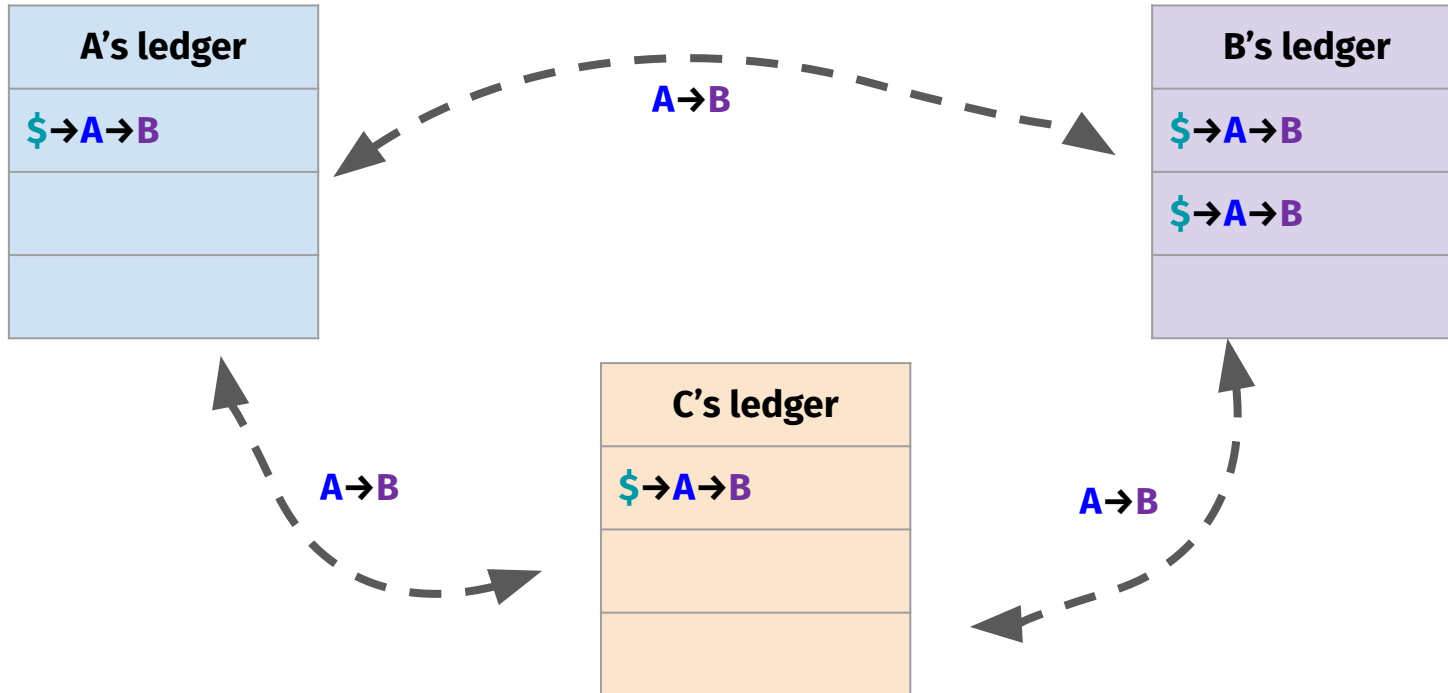 A’s ledger
$→A→B
A→B
B’s ledger
$→A→B
$→A→B
C’s ledger
$→A→B
A→B
A→B